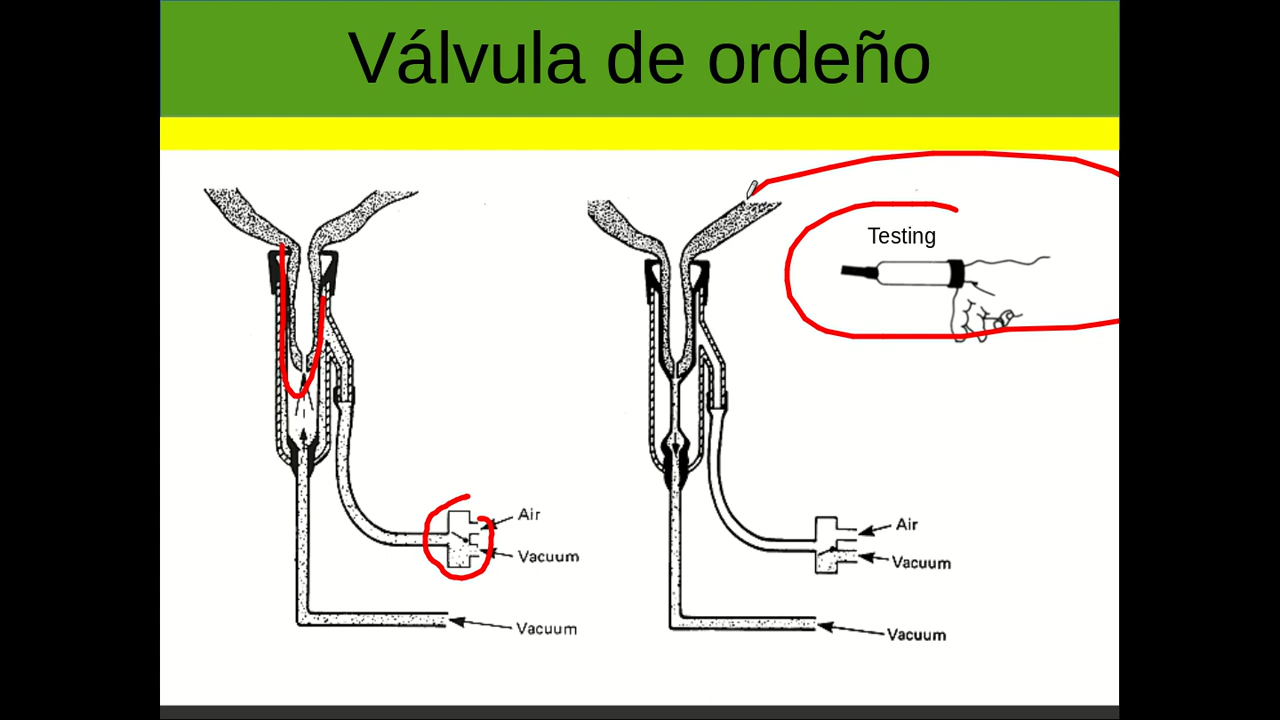 Válvula de ordeño
Testing
Air
Vacuum
Vacuum
Air
Vacuum
Vacuum